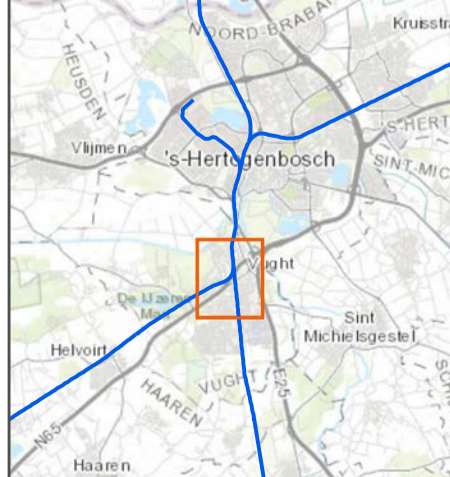 NOORD-BRABA
Kruisstr
HEUSDEN
Vlijmen
's-Hertogenbosch
'S-HERT
SINT-MIC
Vught
De IJzeren
Sint
Michielsgestel
Helvoirt
VUGHT
E25
HAAREN
SCH
N65
Haaren